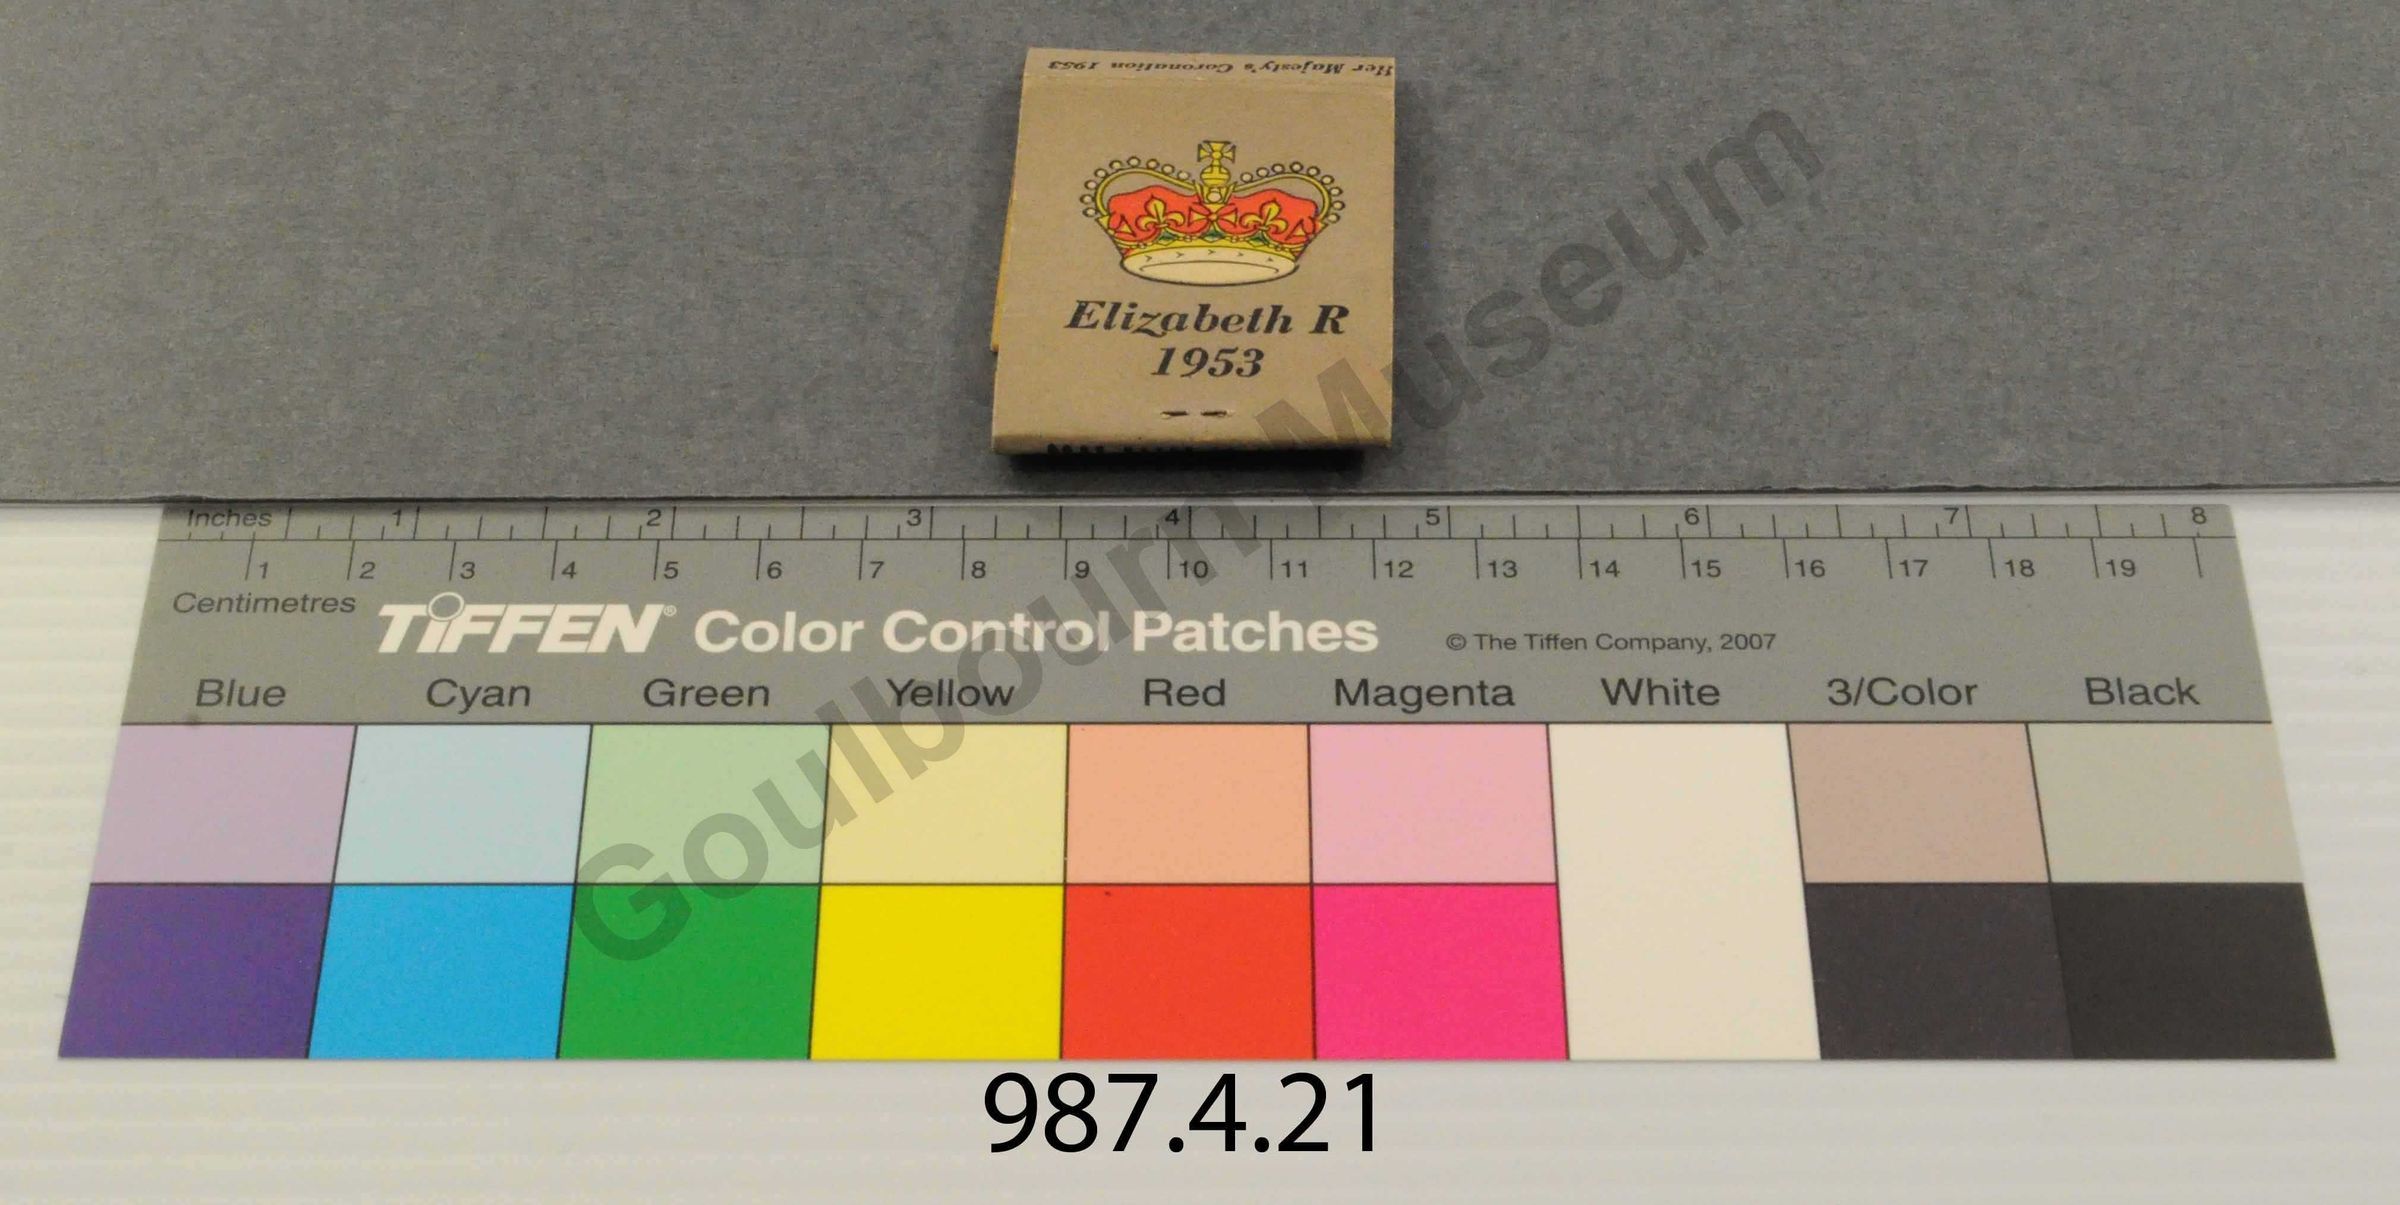 Her Majesty's Coronation 1953
Elizabeth R
1953
Inches 1 2 3 4 5 6 7 8
1 2 3 4 5 6 7 8 9 10 11 12 13 14 15 16 17 18 19
Centimetres
TIFFEN® Color Control Patches © The Tiffen Company, 2007
Blue Cyan Green Yellow Red Magenta White 3/Color Black
987.4.21
Goulbourn Museum